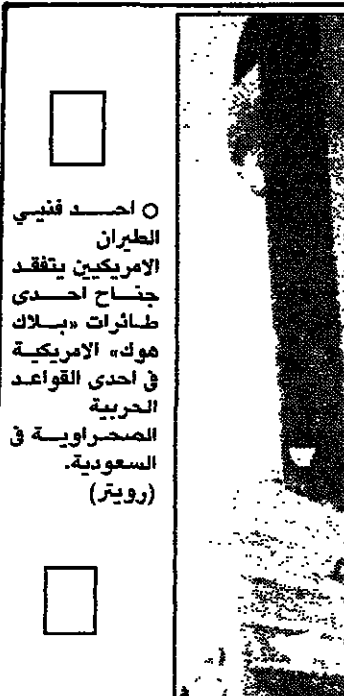 ○ احد فنيي
الطيران
الامريكيين يتفقد
جناح احدى
طائرات «بلاك
هوك» الامريكية
في احدى القواعد
الحربية
الصحراوية في
السعودية.
(رويتر)